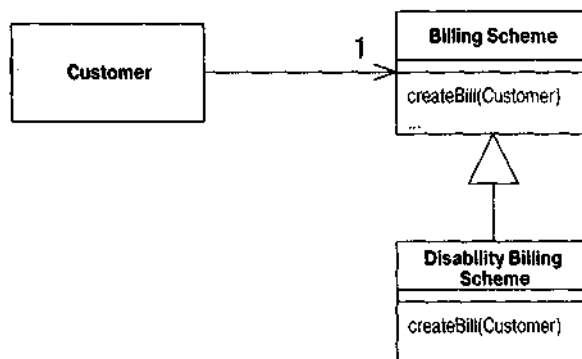 Customer
1
Billing Scheme
createBill(Customer)
...
Disability Billing
Scheme
createBill(Customer)